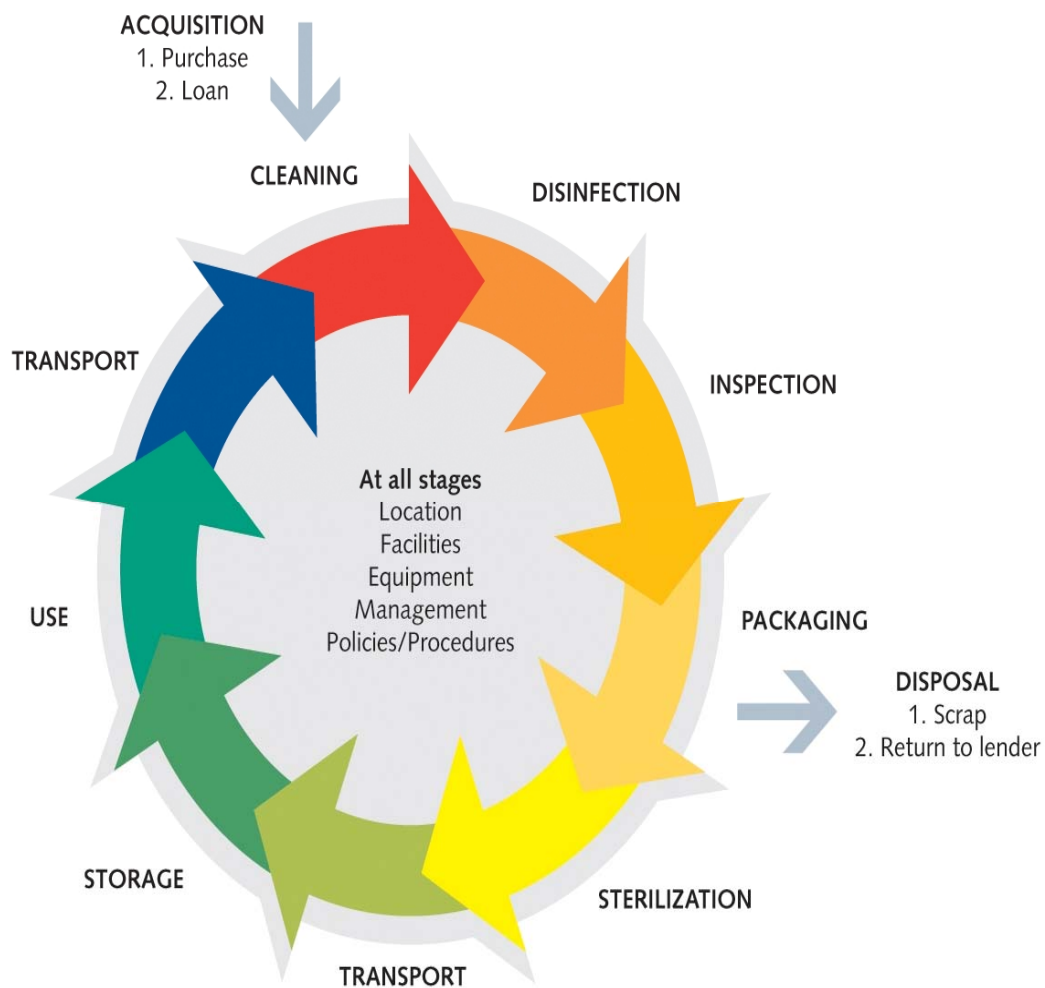 ACQUISITION
1. Purchase
2. Loan
CLEANING
DISINFECTION
INSPECTION
PACKAGING
DISPOSAL
1. Scrap
2. Return to lender
STERILIZATION
TRANSPORT
STORAGE
USE
TRANSPORT
At all stages
Location
Facilities
Equipment
Management
Policies/Procedures